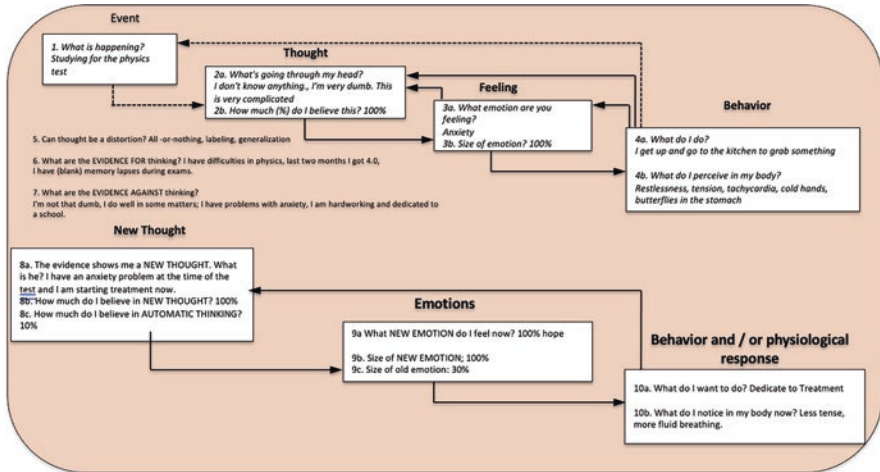 Event
1. What is happening?
Studying for the physics
test
Thought
2a. What's going through my head?
I don't know anything., I'm very dumb. This
is very complicated
2b. How much (%) do I believe this? 100%
Feeling
3a. What emotion are you
feeling?
Anxiety
3b. Size of emotion? 100%
Behavior
4a. What do I do?
I get up and go to the kitchen to grab something
4b. What do I perceive in my body?
Restlessness, tension, tachycardia, cold hands,
butterflies in the stomach
5. Can thought be a distortion? All -or-nothing, labeling, generalization
6. What are the EVIDENCE FOR thinking? I have difficulties in physics, last two months I got 4.0,
I have (blank) memory lapses during exams.
7. What are the EVIDENCE AGAINST thinking?
I'm not that dumb, I do well in some matters; I have problems with anxiety, I am hardworking and dedicated to
a school.
New Thought
8a. The evidence shows me a NEW THOUGHT. What
is he? I have an anxiety problem at the time of the
test and I am starting treatment now.
8b. How much do I believe in NEW THOUGHT? 100%
8c. How much do I believe in AUTOMATIC THINKING?
10%
Emotions
9a What NEW EMOTION do I feel now? 100% hope
9b. Size of NEW EMOTION; 100%
9c. Size of old emotion: 30%
Behavior and / or physiological
response
10a. What do I want to do? Dedicate to Treatment
10b. What do I notice in my body now? Less tense,
more fluid breathing.